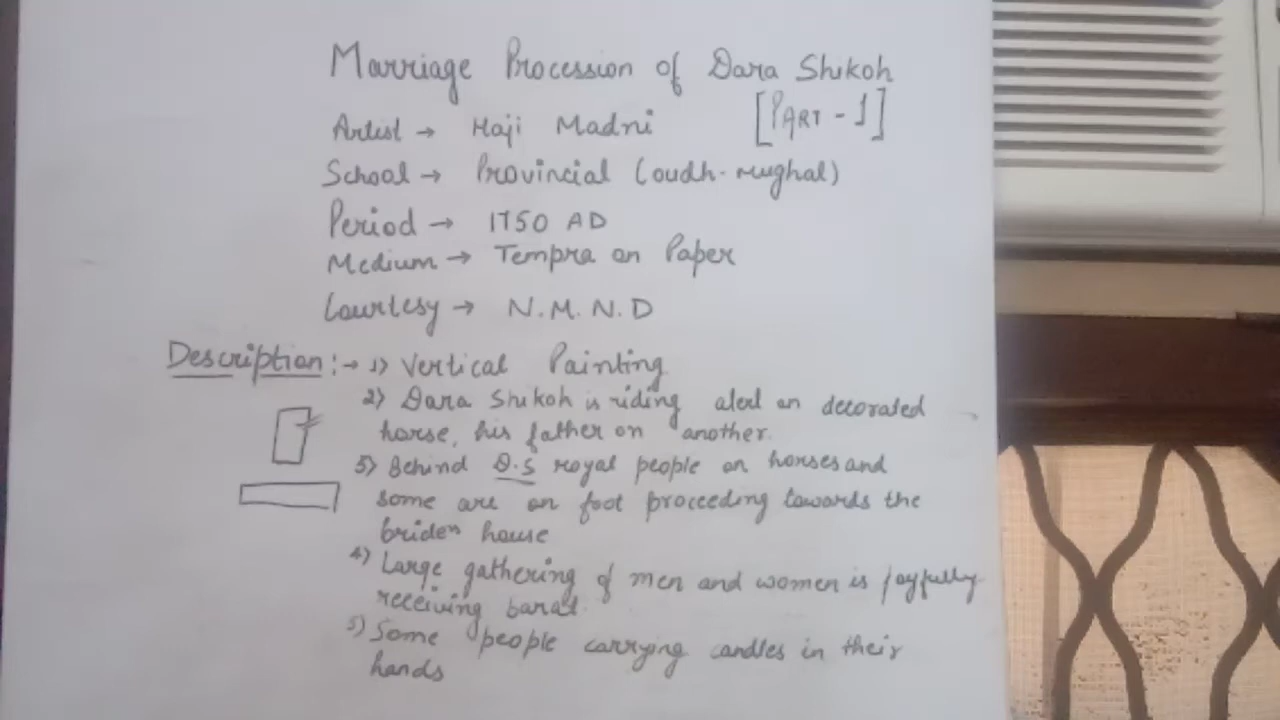 Marriage Procession of Dara Shikoh
[PART - 1]
Artist → Haji Madni
School → Provincial (oudh-mughal)
Period → 1750 AD
Medium → Tempra on Paper
Courtesy → N.M.N.D
Description :→ 1) Vertical Painting
2) Dara Shikoh is riding on decorated
horse, his father on another.
3) Behind D.S royal people on horses and
some are on foot proceeding towards the
house
4) Large gathering of men and women is joyfully
receiving barat.
5) Some people carrying candles in their
hands